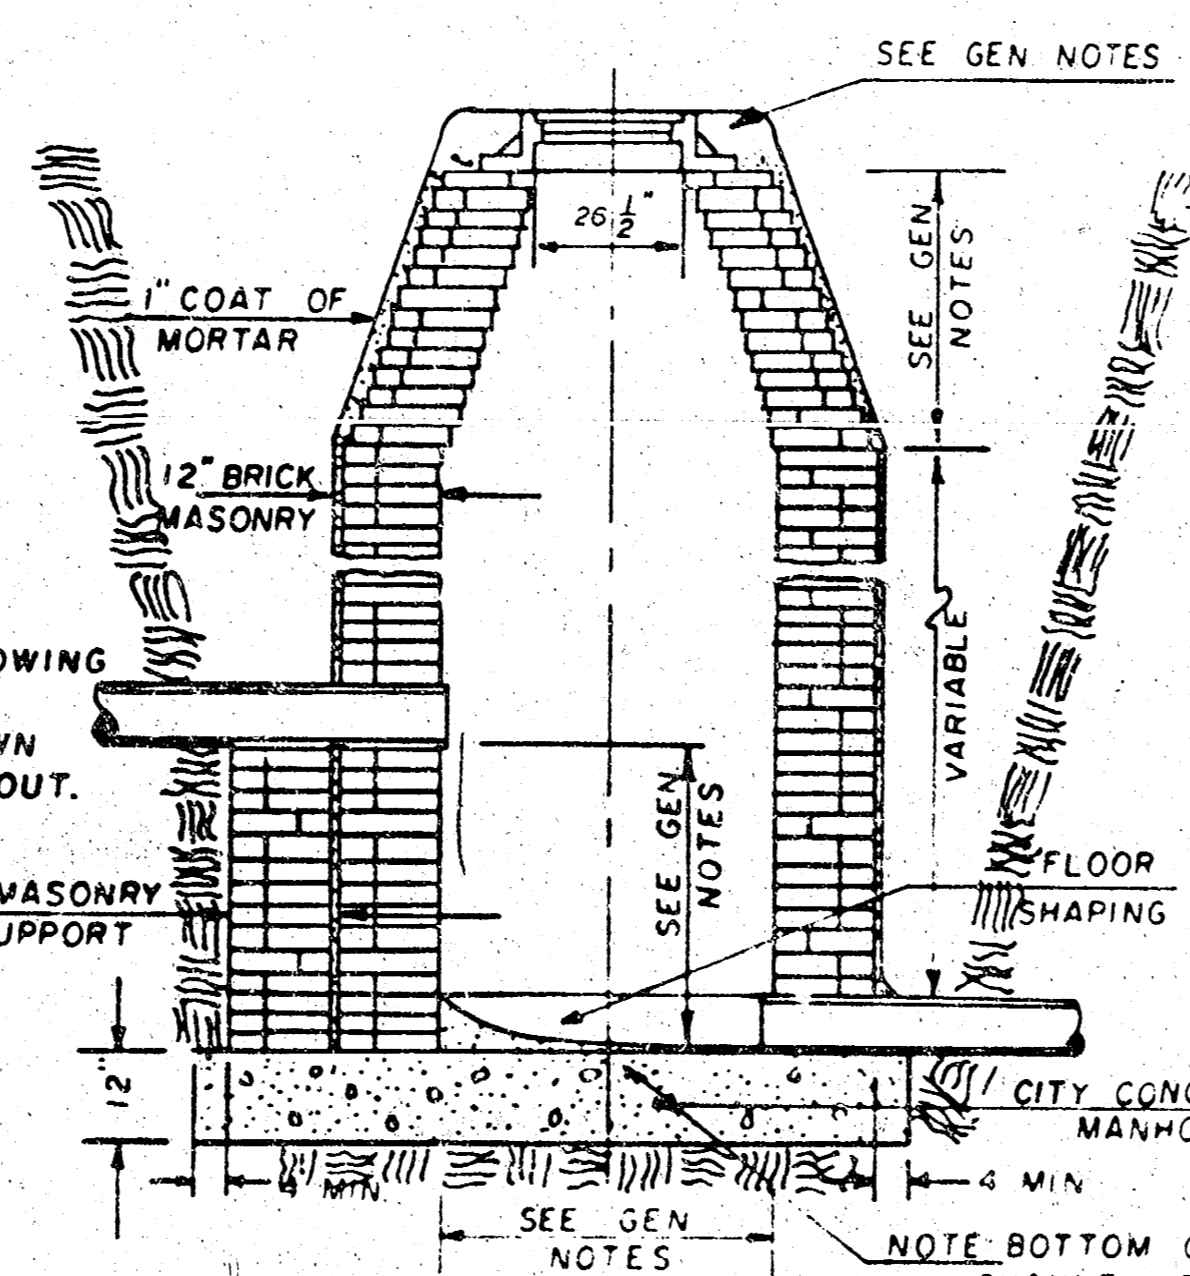 SEE GEN NOTES
26 1/2"
SEE GEN
NOTES
1" COAT OF
MORTAR
12" BRICK
MASONRY
OWING
WN
OUT.
VARIABLE
SEE GEN
NOTES
MASONRY
UPPORT
FLOOR
SHAPING
12"
CITY CONC
MANHO
4 MIN
4 MIN
SEE GEN
NOTES
NOTE BOTTOM